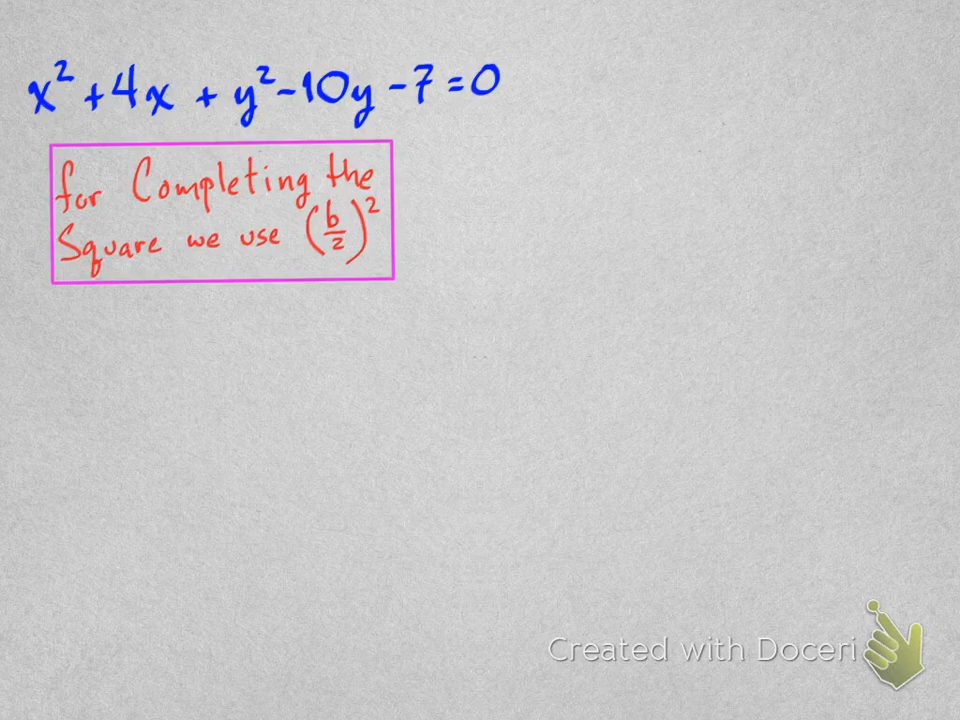 x² + 4x + y² - 10y - 7 = 0
for Completing the
Square we use (b/2)²
Created with Doceri